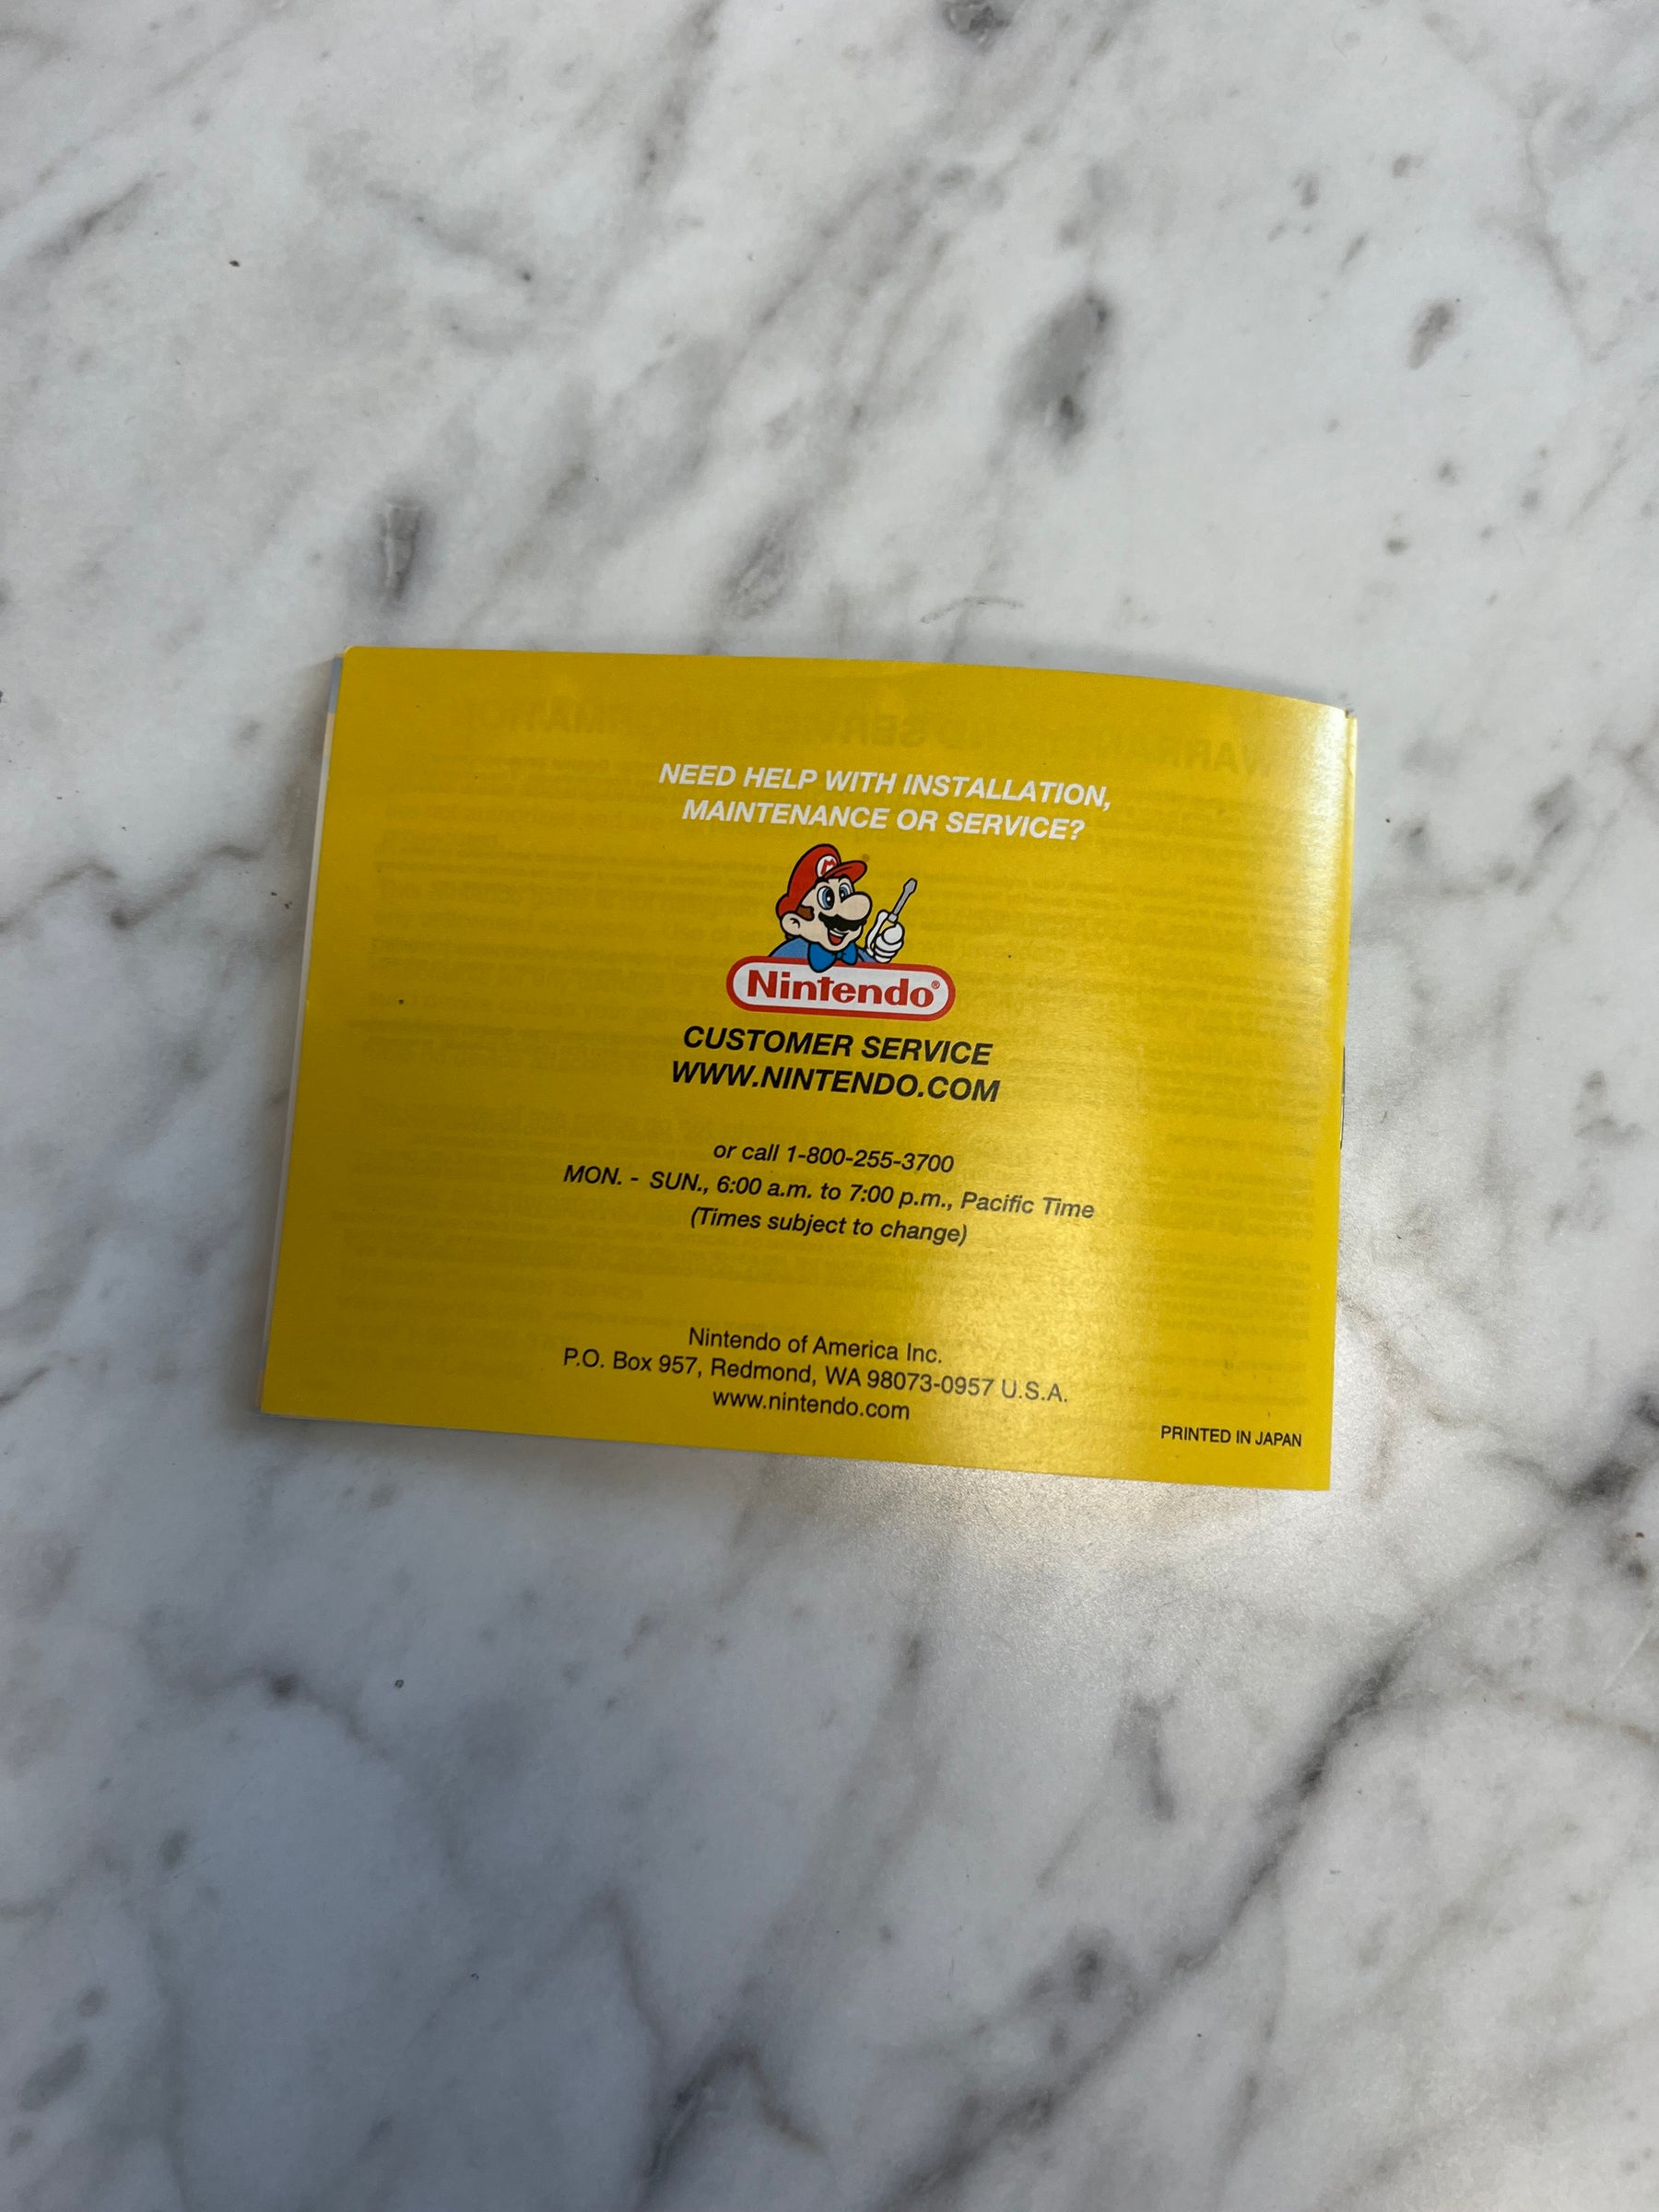 NEED HELP WITH INSTALLATION,
MAINTENANCE OR SERVICE?
M
Nintendo®
CUSTOMER SERVICE
WWW.NINTENDO.COM
or call 1-800-255-3700
MON. - SUN., 6:00 a.m. to 7:00 p.m., Pacific Time
(Times subject to change)
Nintendo of America Inc.
P.O. Box 957, Redmond, WA 98073-0957 U.S.A.
www.nintendo.com
PRINTED IN JAPAN